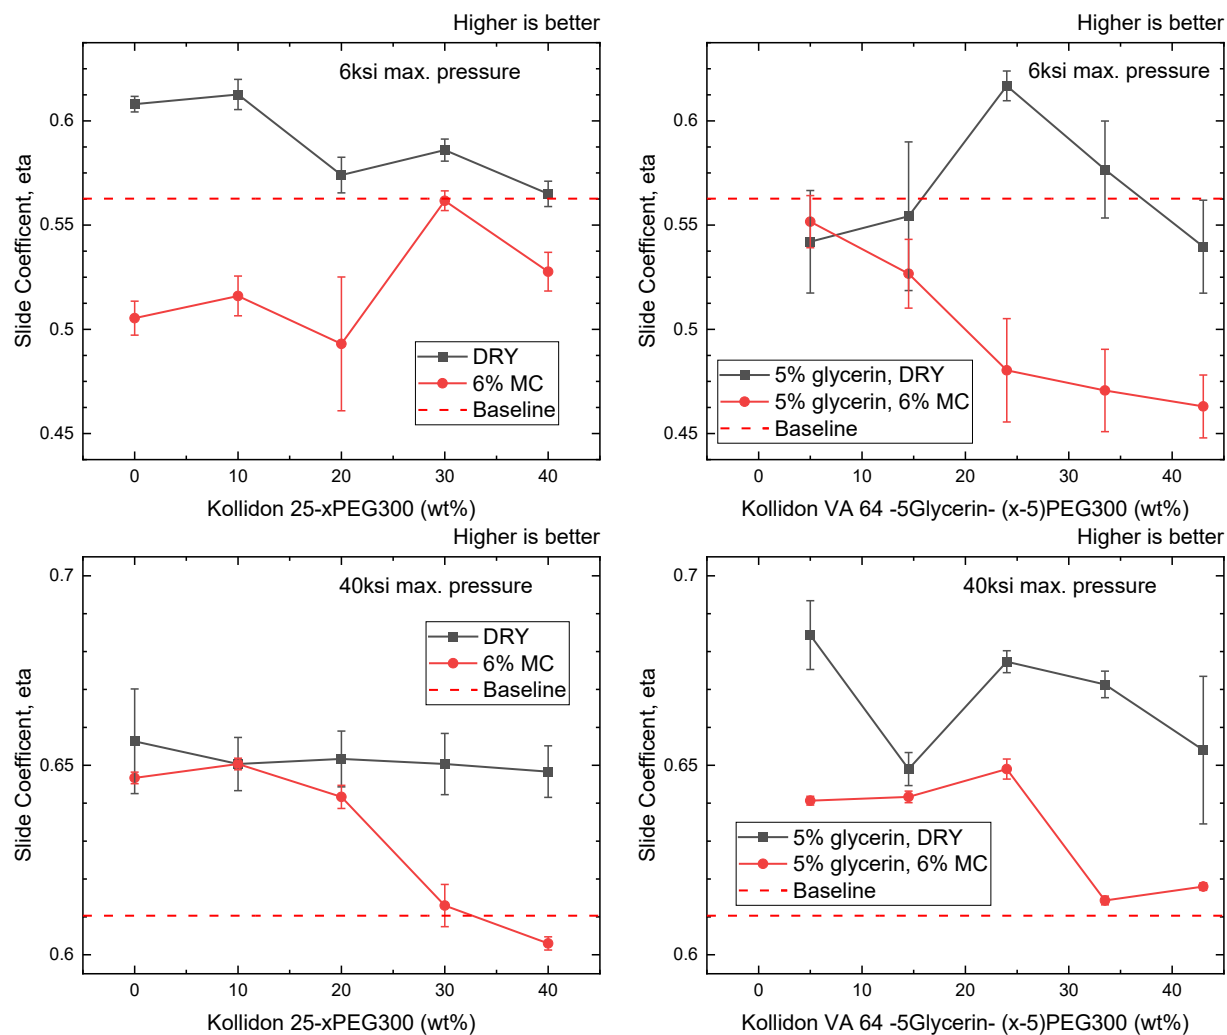 Higher is better
6ksi max. pressure
0.6
0.55
0.5
0.45
Slide Coefficent, eta
DRY
6% MC
Baseline
0 10 20 30 40
Kollidon 25-xPEG300 (wt%)
Higher is better
6ksi max. pressure
0.6
0.55
0.5
0.45
Slide Coefficent, eta
5% glycerin, DRY
5% glycerin, 6% MC
Baseline
0 10 20 30 40
Kollidon VA 64 -5Glycerin- (x-5)PEG300 (wt%)
Higher is better
40ksi max. pressure
0.7
0.65
0.6
Slide Coefficent, eta
DRY
6% MC
Baseline
0 10 20 30 40
Kollidon 25-xPEG300 (wt%)
Higher is better
40ksi max. pressure
0.7
0.65
0.6
Slide Coefficent, eta
5% glycerin, DRY
5% glycerin, 6% MC
Baseline
0 10 20 30 40
Kollidon VA 64 -5Glycerin- (x-5)PEG300 (wt%)